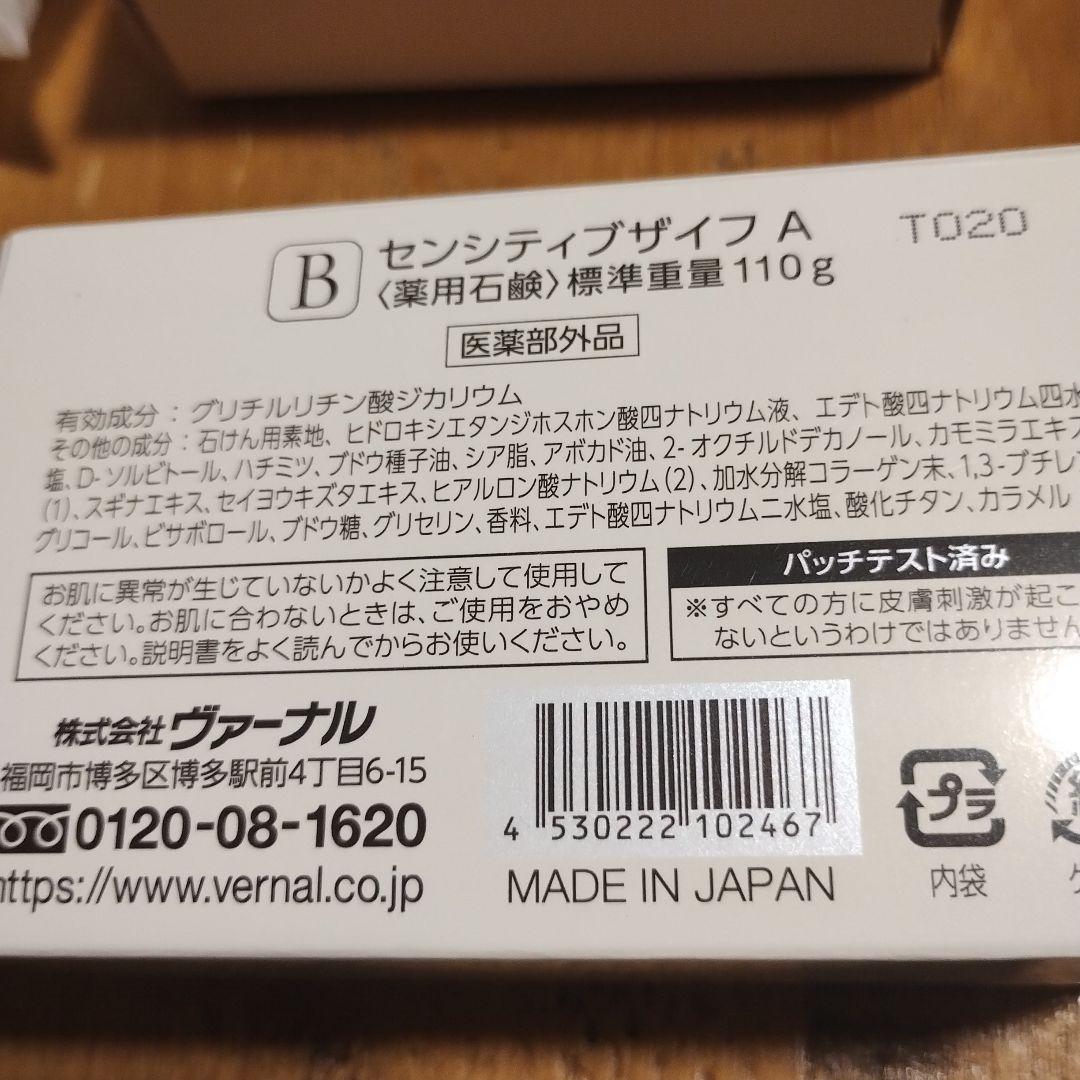 B
センシティブザイフ A
T020
〈薬用石鹸〉標準重量110g
医薬部外品
有効成分：グリチルリチン酸ジカリウム
その他の成分：石けん用素地、ヒドロキシエタンジホスホン酸四ナトリウム液、エデト酸四ナトリウム四水
塩、D-ソルビトール、ハチミツ、ブドウ種子油、シア脂、アボカド油、2-オクチルドデカノール、カモミラエキス
(1)、スギナエキス、セイヨウキズタエキス、ヒアルロン酸ナトリウム(2)、加水分解コラーゲン末、1,3-ブチレ
グリコール、ビサボロール、ブドウ糖、グリセリン、香料、エデト酸四ナトリウム二水塩、酸化チタン、カラメル
お肌に異常が生じていないかよく注意して使用して
ください。お肌に合わないときは、ご使用をおやめ
ください。説明書をよく読んでからお使いください。
パッチテスト済み
※すべての方に皮膚刺激が起こ
ないというわけではありません
株式会社 ヴァーナル
福岡市博多区博多駅前4丁目6-15
0120-08-1620
https://www.vernal.co.jp
4 530222 102467
MADE IN JAPAN
プラ
内袋